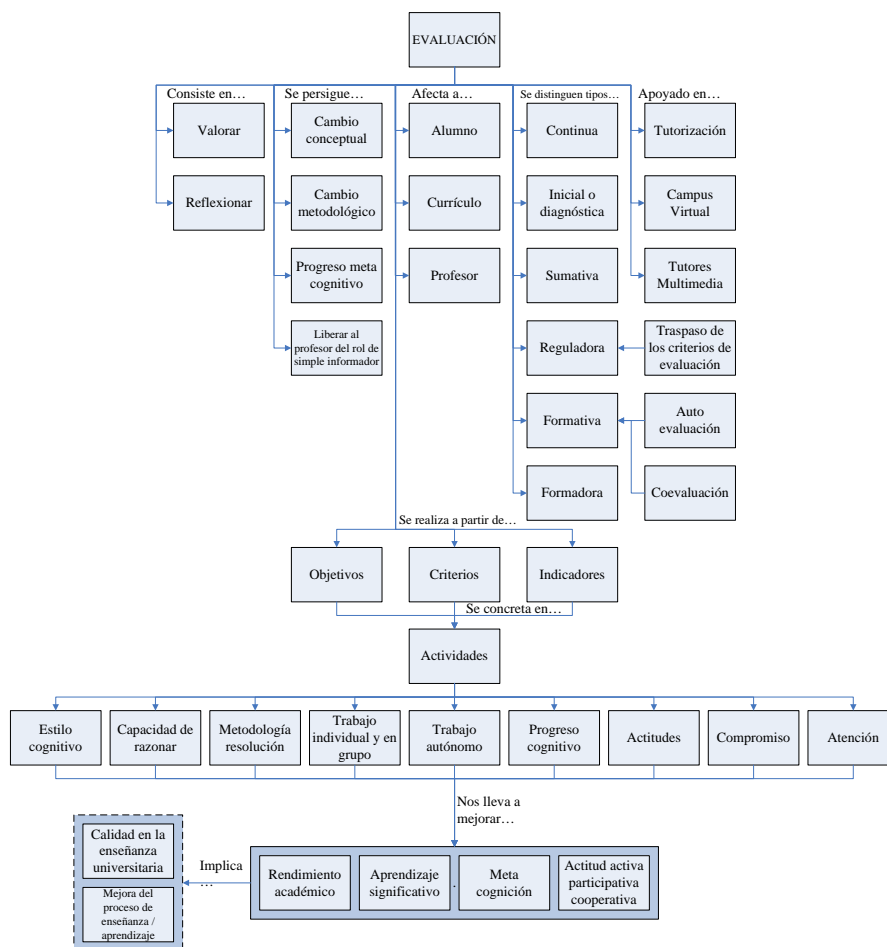 EVALUACIÓN
Consiste en…
Se persigue…
Afecta a…
Se distinguen tipos…
Apoyado en…
Valorar
Cambio
conceptual
Alumno
Continua
Tutorización
Reflexionar
Cambio
metodológico
Currículo
Inicial o
diagnóstica
Campus
Virtual
Progreso meta
cognitivo
Profesor
Sumativa
Tutores
Multimedia
Liberar al
profesor del rol de
simple informador
Reguladora
Traspaso de
los criterios de
evaluación
Formativa
Auto
evaluación
Formadora
Coevaluación
Se realiza a partir de…
Objetivos
Criterios
Indicadores
Se concreta en…
Actividades
Estilo
cognitivo
Capacidad de
razonar
Metodología
resolución
Trabajo
individual y en
grupo
Trabajo
autónomo
Progreso
cognitivo
Actitudes
Compromiso
Atención
Nos lleva a
mejorar…
Calidad en la
enseñanza
universitaria
Mejora del
proceso de
enseñanza /
aprendizaje
Implica
…
Rendimiento
académico
Aprendizaje
significativo
.
Meta
cognición
Actitud activa
participativa
cooperativa